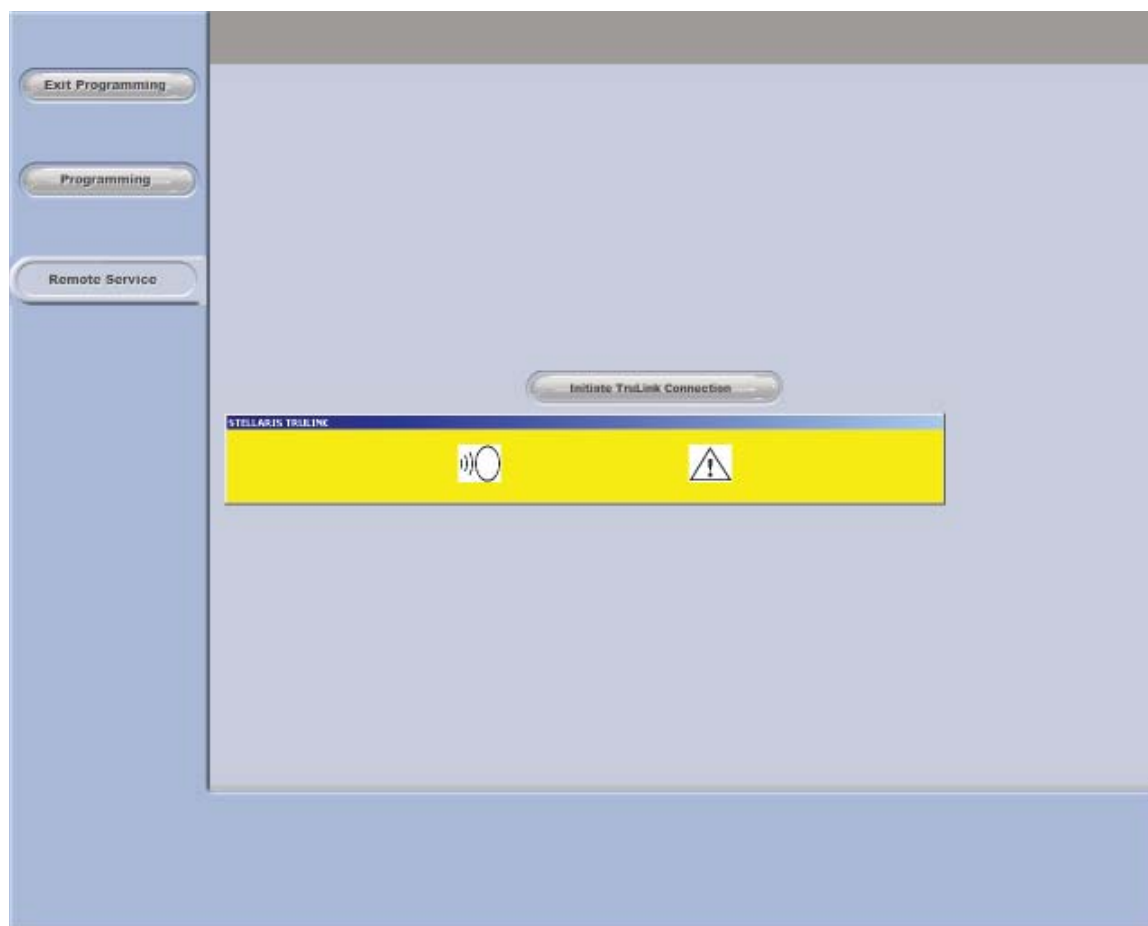 Exit Programming
Programming
Remote Service
Initiate TruLink Connection
STELLARIS TRULINK